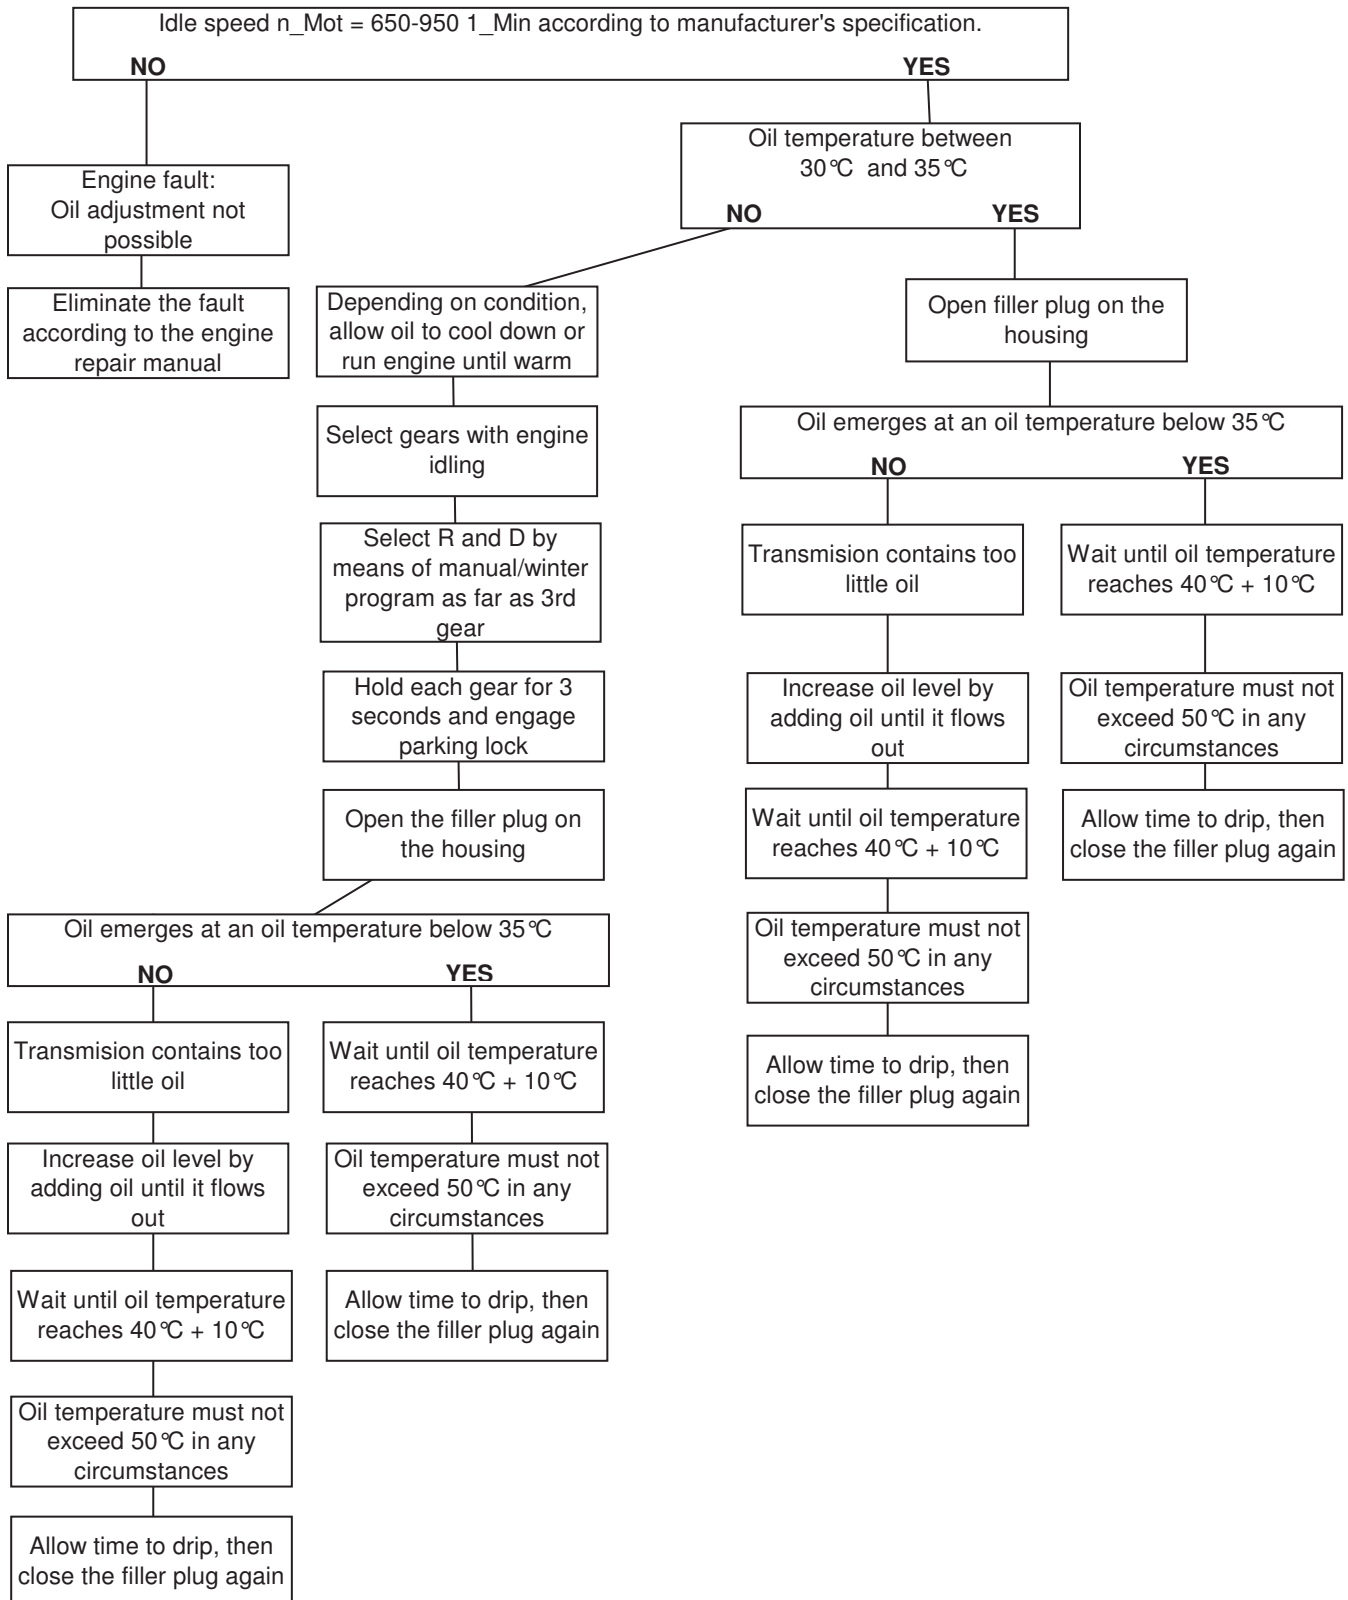 Idle speed n_Mot = 650-950 1_Min according to manufacturer's specification.
NO
YES
Engine fault:
Oil adjustment not
possible
Eliminate the fault
according to the engine
repair manual
Oil temperature between
30°C  and 35°C
NO
YES
Depending on condition,
allow oil to cool down or
run engine until warm
Select gears with engine
idling
Select R and D by
means of manual/winter
program as far as 3rd
gear
Hold each gear for 3
seconds and engage
parking lock
Open the filler plug on
the housing
Oil emerges at an oil temperature below 35°C
NO
YES
Transmision contains too
little oil
Increase oil level by
adding oil until it flows
out
Wait until oil temperature
reaches 40°C + 10°C
Oil temperature must not
exceed 50°C in any
circumstances
Allow time to drip, then
close the filler plug again
Wait until oil temperature
reaches 40°C + 10°C
Oil temperature must not
exceed 50°C in any
circumstances
Allow time to drip, then
close the filler plug again
Open filler plug on the
housing
Oil emerges at an oil temperature below 35°C
NO
YES
Transmision contains too
little oil
Increase oil level by
adding oil until it flows
out
Wait until oil temperature
reaches 40°C + 10°C
Oil temperature must not
exceed 50°C in any
circumstances
Allow time to drip, then
close the filler plug again
Wait until oil temperature
reaches 40°C + 10°C
Oil temperature must not
exceed 50°C in any
circumstances
Allow time to drip, then
close the filler plug again